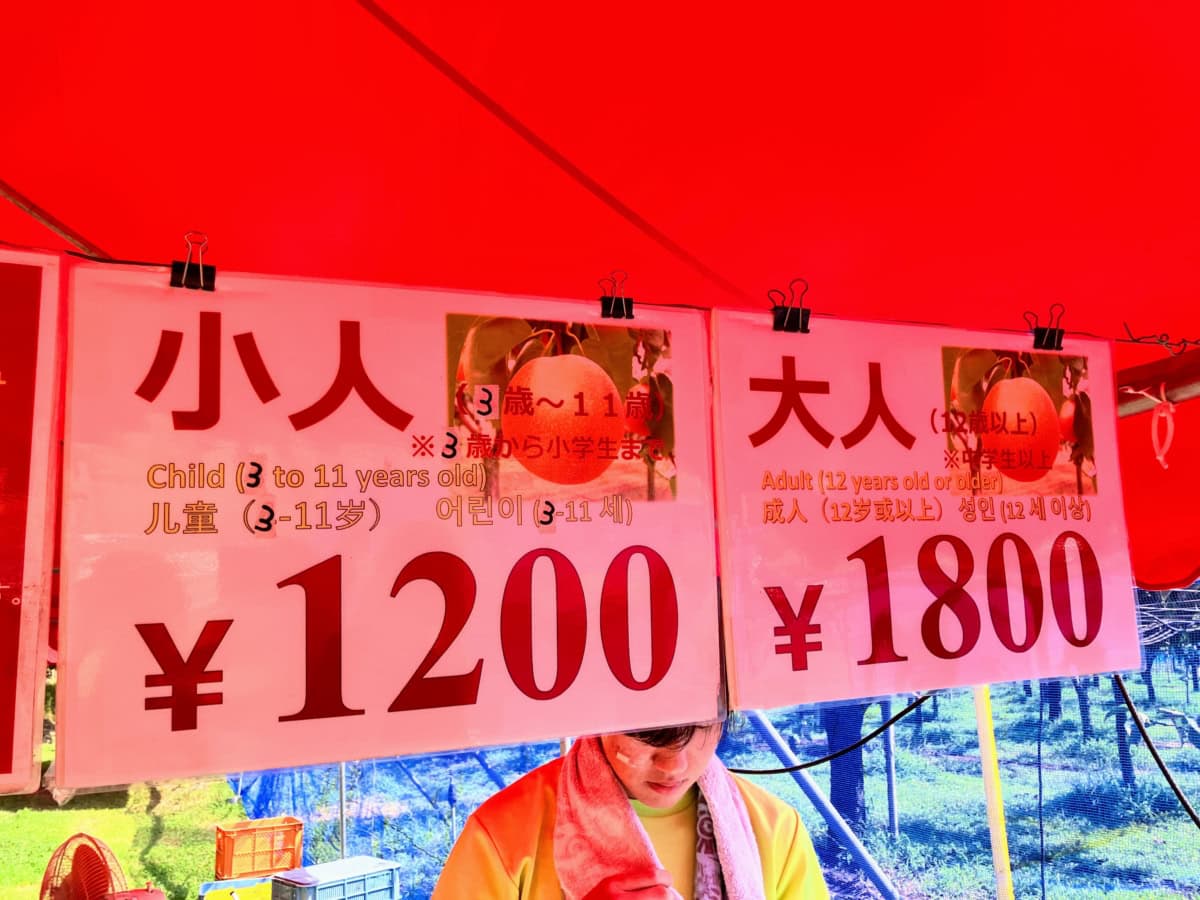 小人
(3歳～11歳)
※3歳から小学生まで
Child (3 to 11 years old)
儿童（3-11岁） 어린이 (3-11 세)
¥1200
大人
(12歳以上)
※中学生以上
Adult (12 years old or older)
成人（12岁或以上） 성인 (12 세 이상)
¥1800